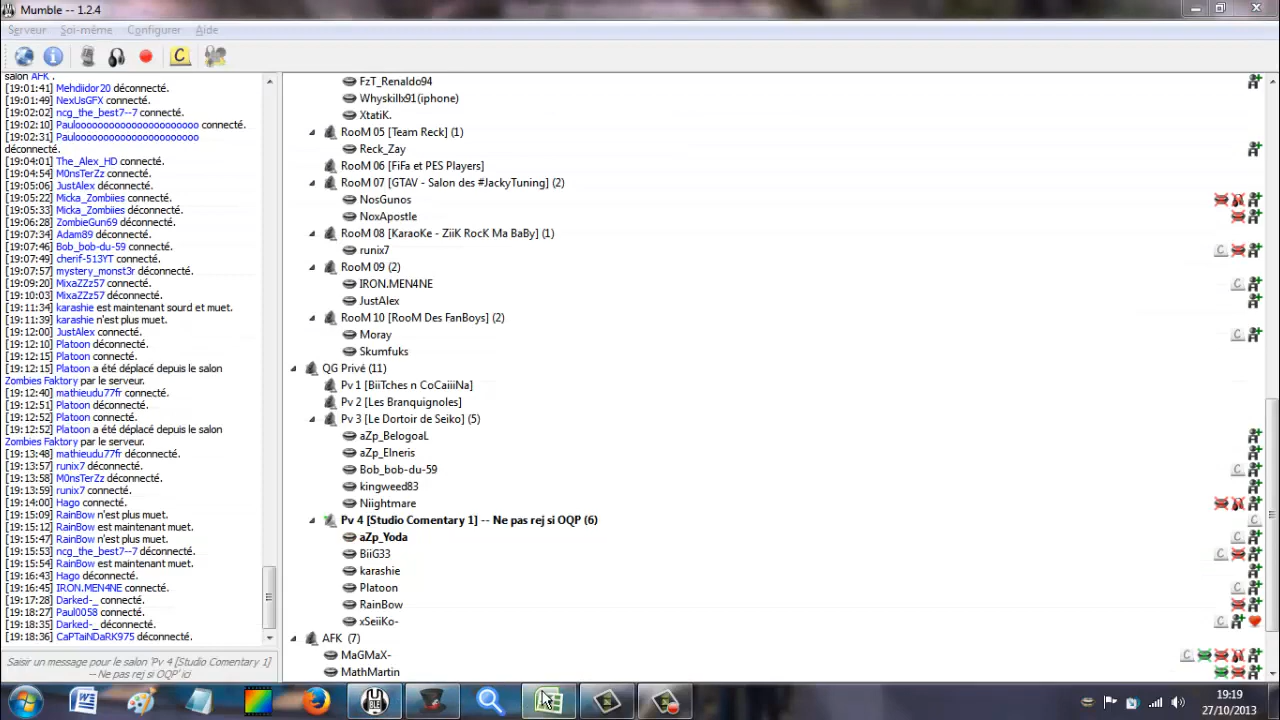 Mumble -- 1.2.4
Serveur Soi-même Configurer Aide
salon AFK .
[19:01:41] Mehdiidor20 déconnecté.
[19:01:49] NexUsGFX connecté.
[19:02:02] ncg_the_best7--7 connecté.
[19:02:10] Paulooooooooooooooooooooooo connecté.
[19:02:31] Paulooooooooooooooooooooooo
déconnecté.
[19:04:01] The_Alex_HD connecté.
[19:04:54] M0nsTerZz connecté.
[19:05:06] JustAlex déconnecté.
[19:05:22] Micka_Zombiies connecté.
[19:05:33] Micka_Zombiies déconnecté.
[19:06:28] ZombieGun69 déconnecté.
[19:07:34] Adam89 déconnecté.
[19:07:46] Bob_bob-du-59 connecté.
[19:07:49] cherif-513YT connecté.
[19:07:57] mystery_monst3r déconnecté.
[19:09:20] MixaZZz57 connecté.
[19:10:03] MixaZZz57 déconnecté.
[19:11:34] karashie est maintenant sourd et muet.
[19:11:39] karashie n'est plus muet.
[19:12:00] JustAlex connecté.
[19:12:10] Platoon déconnecté.
[19:12:15] Platoon connecté.
[19:12:15] Platoon a été déplacé depuis le salon
Zombies Faktory par le serveur.
[19:12:40] mathieudu77fr connecté.
[19:12:51] Platoon déconnecté.
[19:12:52] Platoon connecté.
[19:12:52] Platoon a été déplacé depuis le salon
Zombies Faktory par le serveur.
[19:13:48] mathieudu77fr déconnecté.
[19:13:57] runix7 déconnecté.
[19:13:58] M0nsTerZz déconnecté.
[19:13:59] runix7 connecté.
[19:14:00] Hago connecté.
[19:15:09] RainBow n'est plus muet.
[19:15:12] RainBow est maintenant muet.
[19:15:47] RainBow n'est plus muet.
[19:15:53] ncg_the_best7--7 déconnecté.
[19:15:54] RainBow est maintenant muet.
[19:16:43] Hago déconnecté.
[19:16:45] IRON.MEN4NE connecté.
[19:17:28] Darked-_ connecté.
[19:18:27] Paul0058 connecté.
[19:18:35] Darked-_ déconnecté.
[19:18:36] CaPTaiNDaRK975 déconnecté.
Saisir un message pour le salon 'Pv 4 [Studio Comentary 1]
-- Ne pas rej si OQP' ici
FzT_Renaldo94
Whyskillx91(iphone)
XtatiK.
RooM 05 [Team Reck] (1)
Reck_Zay
RooM 06 [FiFa et PES Players]
RooM 07 [GTAV - Salon des #JackyTuning] (2)
NosGunos
NoxApostle
RooM 08 [KaraoKe - ZiiK RocK Ma BaBy] (1)
runix7
RooM 09 (2)
IRON.MEN4NE
JustAlex
RooM 10 [RooM Des FanBoys] (2)
Moray
Skumfuks
QG Privé (11)
Pv 1 [BiiTches n CoCaiiiNa]
Pv 2 [Les Branquignoles]
Pv 3 [Le Dortoir de Seiko] (5)
aZp_BelogoaL
aZp_Elneris
Bob_bob-du-59
kingweed83
Niightmare
Pv 4 [Studio Comentary 1] -- Ne pas rej si OQP (6)
aZp_Yoda
BiiG33
karashie
Platoon
RainBow
xSeiiKo-
AFK (7)
MaGMaX-
MathMartin
19:19
27/10/2013